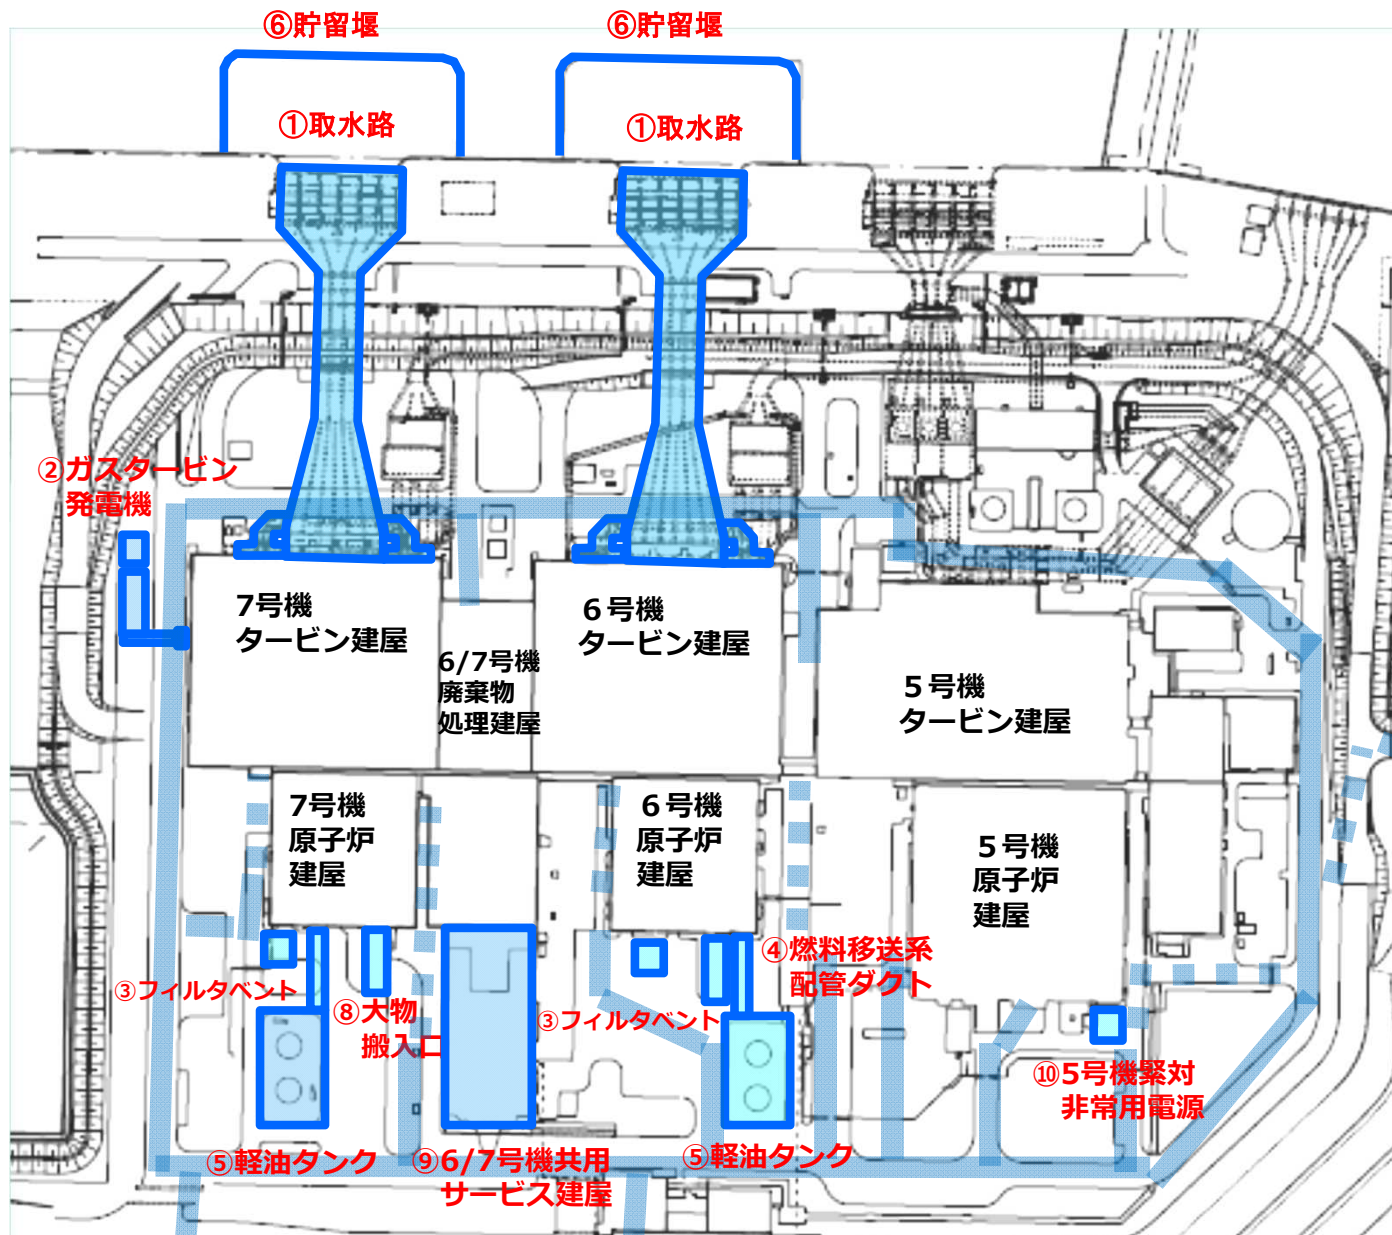 ⑥貯留堰
⑥貯留堰
①取水路
①取水路
②ガスタービン
発電機
7号機
タービン建屋
6/7号機
廃棄物
処理建屋
６号機
タービン建屋
５号機
タービン建屋
7号機
原子炉
建屋
６号機
原子炉
建屋
５号機
原子炉
建屋
③フィルタベント
⑧大物
搬入口
③フィルタベント
④燃料移送系
配管ダクト
⑩5号機緊対
非常用電源
⑤軽油タンク
⑨6/7号機共用
サービス建屋
⑤軽油タンク